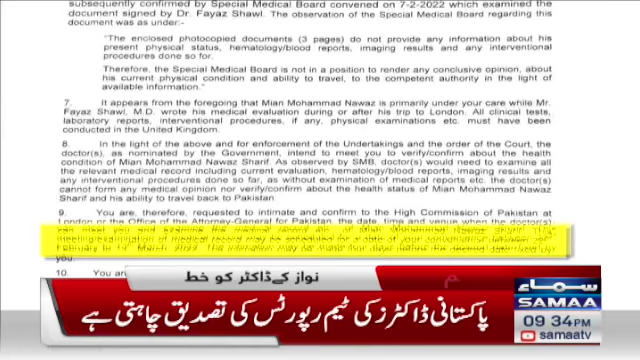 subsequently confirmed by Special Medical Board convened on 7-2-2022 which examined the
document signed by Dr. Fayaz Shawl. The observation of the Special Medical Board regarding this
document was as under:-
"The enclosed photocopied documents (3 pages) do not provide any information about his
present physical status, hematology/blood reports, imaging results and any interventional
procedures done so far.
Therefore, the Special Medical Board is not in a position to render any conclusive opinion, about
his current physical condition and ability to travel, to the competent authority in the light of
available information."
7. It appears from the foregoing that Mian Mohammad Nawaz is primarily under your care while Mr.
Fayaz Shawl, M.D. wrote his medical evaluation during or after his trip to London. All clinical tests,
laboratory reports, interventional procedures, if any, physical examinations etc. must have been
conducted in the United Kingdom.
8. In the light of the above and for enforcement of the Undertakings and the order of the Court, the
doctor(s), as nominated by the Government, intend to meet you to verify/confirm about the health
condition of Mian Mohammad Nawaz Sharif. As observed by SMB, doctor(s) would need to examine all
the relevant medical record including current evaluation, hematology/blood reports, imaging results and
any interventional procedures done so far, as without examination of medical reports etc. the doctor(s)
cannot form any medical opinion nor verify/confirm about the health status of Mian Mohammad Nawaz
Sharif and his ability to travel back to Pakistan.
9. You are, therefore, requested to intimate and confirm to the High Commission of Pakistan at
London or the Office of the Attorney-General for Pakistan, the date, time and venue when the doctor(s)
you.
10. You are
نواز کے ڈاکٹر کو خط
م
پاکستانی ڈاکٹرز کی ٹیم رپورٹس کی تصدیق چاہتی ہے
سماء
SAMAA
09:34PM
samaatv